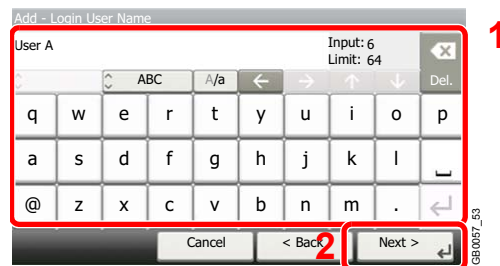 Add - Login User Name
1
User A
Input: 6
Limit: 64
ABC A/a Del.
q w e r t y u i o p
a s d f g h j k l
@ z x c v b n m .
Cancel < Back 2 Next >
GB0057_53